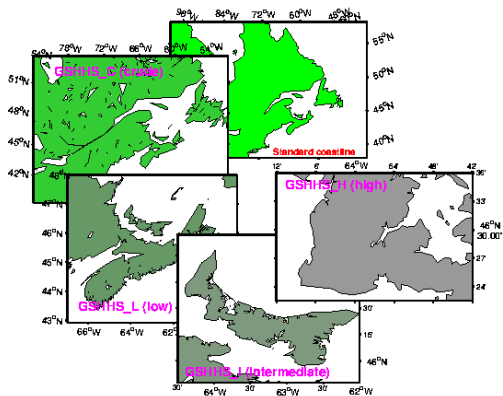 96°W 84°W 72°W 60°W 48°W
78°W 72°W 66°W 60°W 54°W
55°N
50°N
45°N
40°N
GSHHS_C (crude)
51°N
48°N
45°N
42°N
Standard coastline
12' 8' 64°W 54' 48' 42'
GSHHS_H (high)
36'
33'
46°N
30.00'
27'
24'
47°N
46°N
45°N
44°N
43°N
GSHHS_L (low)
66°W 64°W 62°W
30'
15'
46°N
GSHHS_I (intermediate)
30' 64°W 30' 63°W 30' 62°W